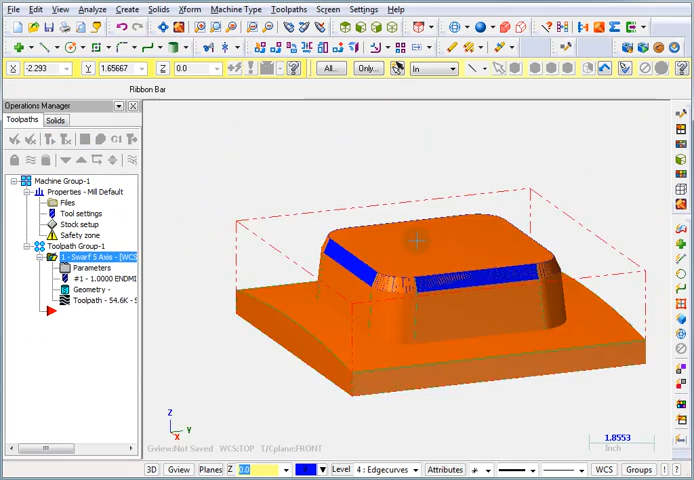 File Edit View Analyze Create Solids Xform Machine Type Toolpaths Screen Settings Help
X -2.293 Y 1.65667 Z 0.0 All... Only... In
Ribbon Bar
Operations Manager
Toolpaths Solids
G1
Machine Group-1
Properties - Mill Default
Files
Tool settings
Stock setup
Safety zone
Toolpath Group-1
1 - Swarf 5 Axis - [WCS
Parameters
#1 - 1.0000 ENDMI
Geometry -
Toolpath - 54.6K - S
Z
Y
X
Gview:Not Saved WCS:TOP T/Cplane:FRONT
1.8553
Inch
3D Gview Planes Z 0.0 Level 4 : Edgecurves Attributes WCS Groups ! ?